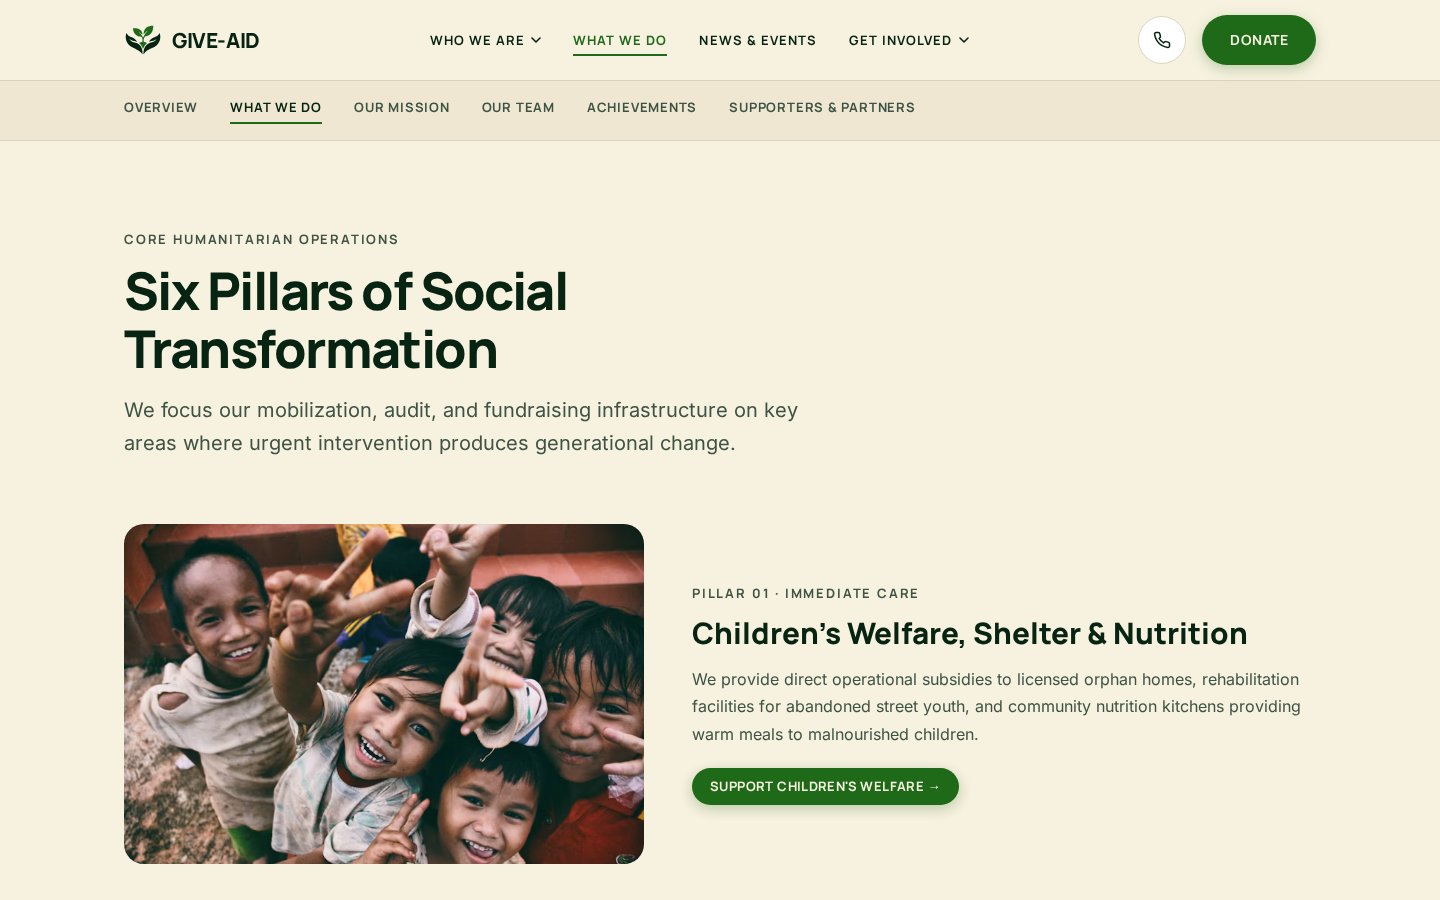 GIVE-AID
WHO WE ARE
WHAT WE DO
NEWS & EVENTS
GET INVOLVED
DONATE
OVERVIEW
WHAT WE DO
OUR MISSION
OUR TEAM
ACHIEVEMENTS
SUPPORTERS & PARTNERS
CORE HUMANITARIAN OPERATIONS
Six Pillars of Social
Transformation
We focus our mobilization, audit, and fundraising infrastructure on key
areas where urgent intervention produces generational change.
PILLAR 01 · IMMEDIATE CARE
Children’s Welfare, Shelter & Nutrition
We provide direct operational subsidies to licensed orphan homes, rehabilitation
facilities for abandoned street youth, and community nutrition kitchens providing
warm meals to malnourished children.
SUPPORT CHILDREN'S WELFARE →